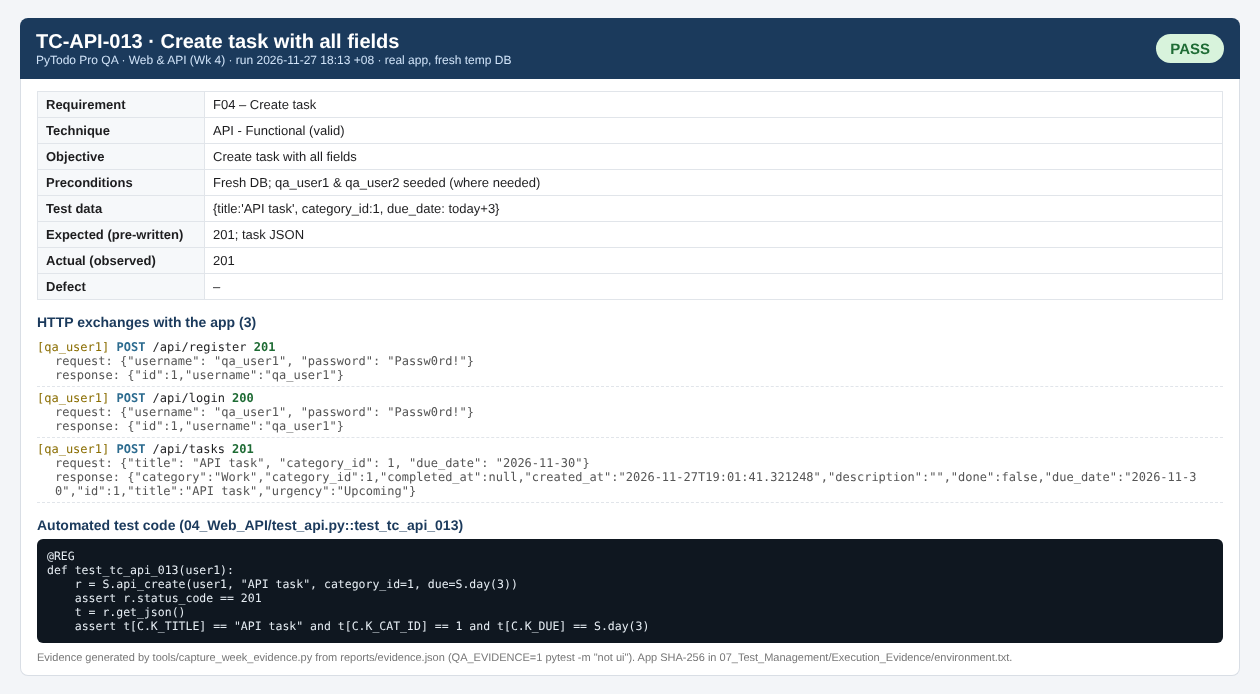 TC-API-013 · Create task with all fields
PyTodo Pro QA · Web & API (Wk 4) · run 2026-11-27 18:13 +08 · real app, fresh temp DB
PASS
Requirement F04 – Create task
Technique API - Functional (valid)
Objective Create task with all fields
Preconditions Fresh DB; qa_user1 & qa_user2 seeded (where needed)
Test data {title:'API task', category_id:1, due_date: today+3}
Expected (pre-written) 201; task JSON
Actual (observed) 201
Defect –
HTTP exchanges with the app (3)
[qa_user1] POST /api/register 201
request: {"username": "qa_user1", "password": "Passw0rd!"}
response: {"id":1,"username":"qa_user1"}
[qa_user1] POST /api/login 200
request: {"username": "qa_user1", "password": "Passw0rd!"}
response: {"id":1,"username":"qa_user1"}
[qa_user1] POST /api/tasks 201
request: {"title": "API task", "category_id": 1, "due_date": "2026-11-30"}
response: {"category":"Work","category_id":1,"completed_at":null,"created_at":"2026-11-27T19:01:41.321248","description":"","done":false,"due_date":"2026-11-3
0","id":1,"title":"API task","urgency":"Upcoming"}
Automated test code (04_Web_API/test_api.py::test_tc_api_013)
@REG
def test_tc_api_013(user1):
    r = S.api_create(user1, "API task", category_id=1, due=S.day(3))
    assert r.status_code == 201
    t = r.get_json()
    assert t[C.K_TITLE] == "API task" and t[C.K_CAT_ID] == 1 and t[C.K_DUE] == S.day(3)
Evidence generated by tools/capture_week_evidence.py from reports/evidence.json (QA_EVIDENCE=1 pytest -m "not ui"). App SHA-256 in 07_Test_Management/Execution_Evidence/environment.txt.